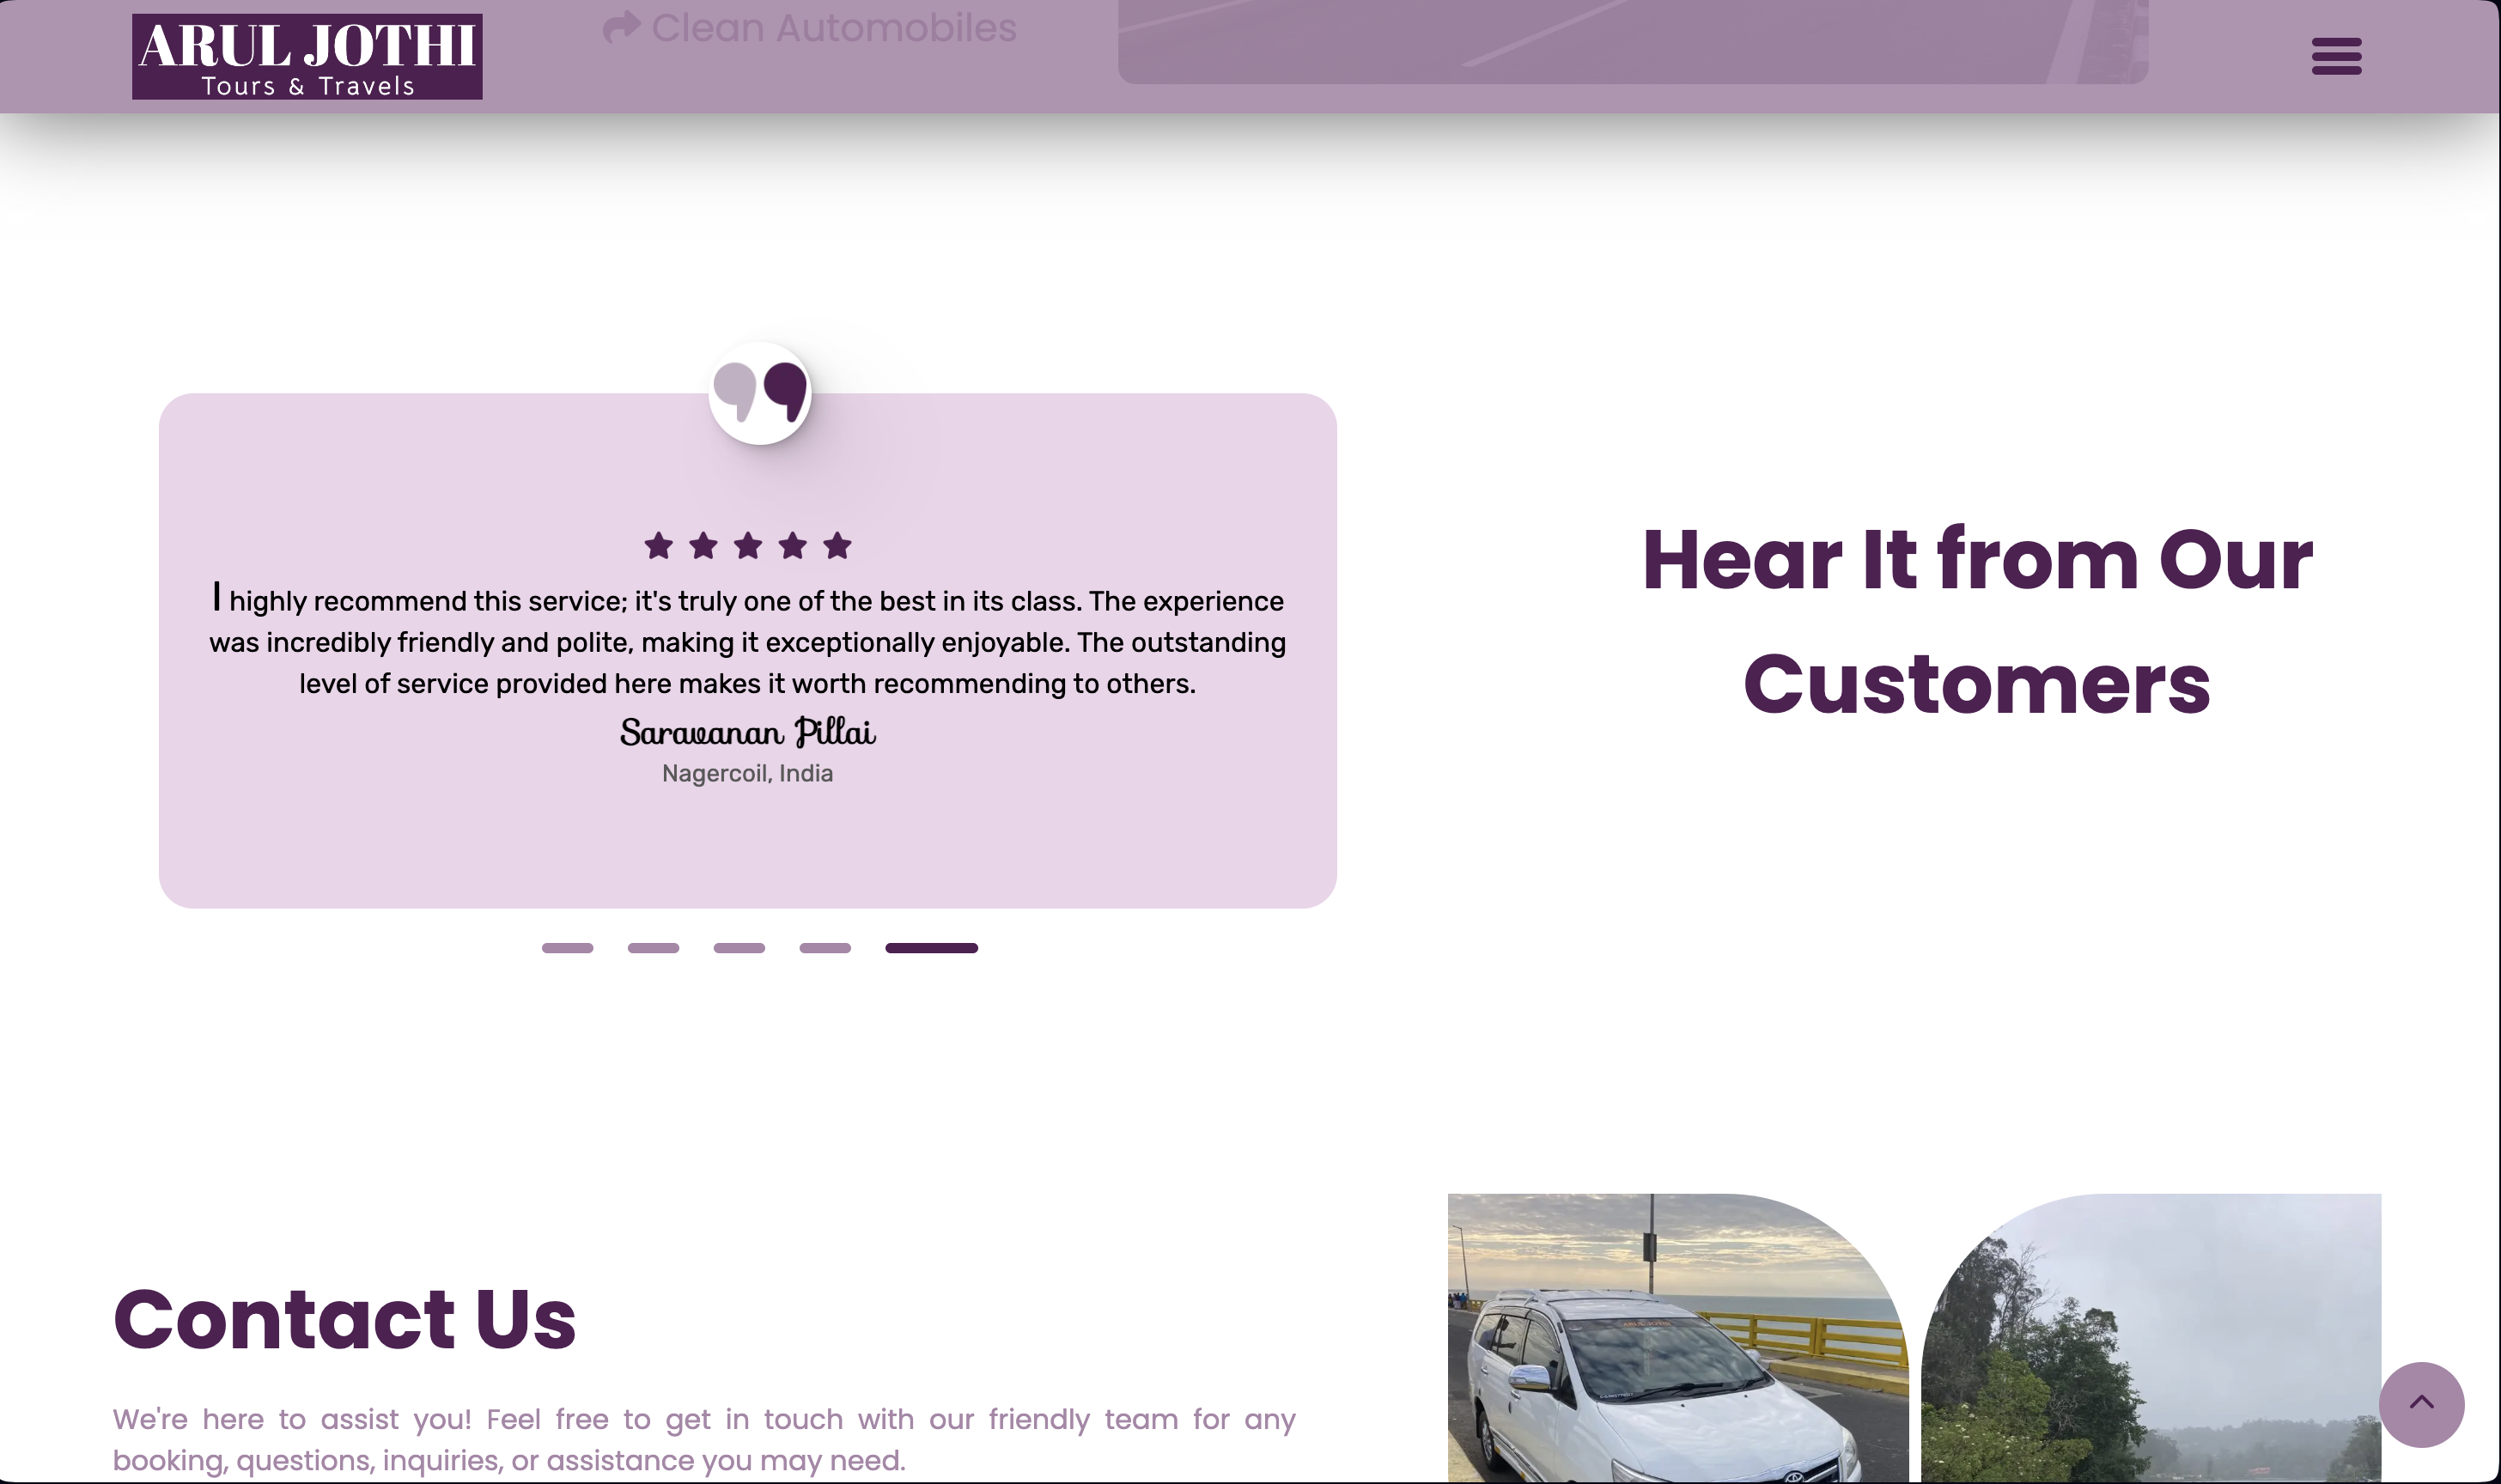 ARUL JOTHI
Tours & Travels
Clean Automobiles
I highly recommend this service; it's truly one of the best in its class. The experience
was incredibly friendly and polite, making it exceptionally enjoyable. The outstanding
level of service provided here makes it worth recommending to others.
Saravanan Pillai
Nagercoil, India
Hear It from Our
Customers
Contact Us
We're here to assist you! Feel free to get in touch with our friendly team for any
booking, questions, inquiries, or assistance you may need.
ARUL JOTHI